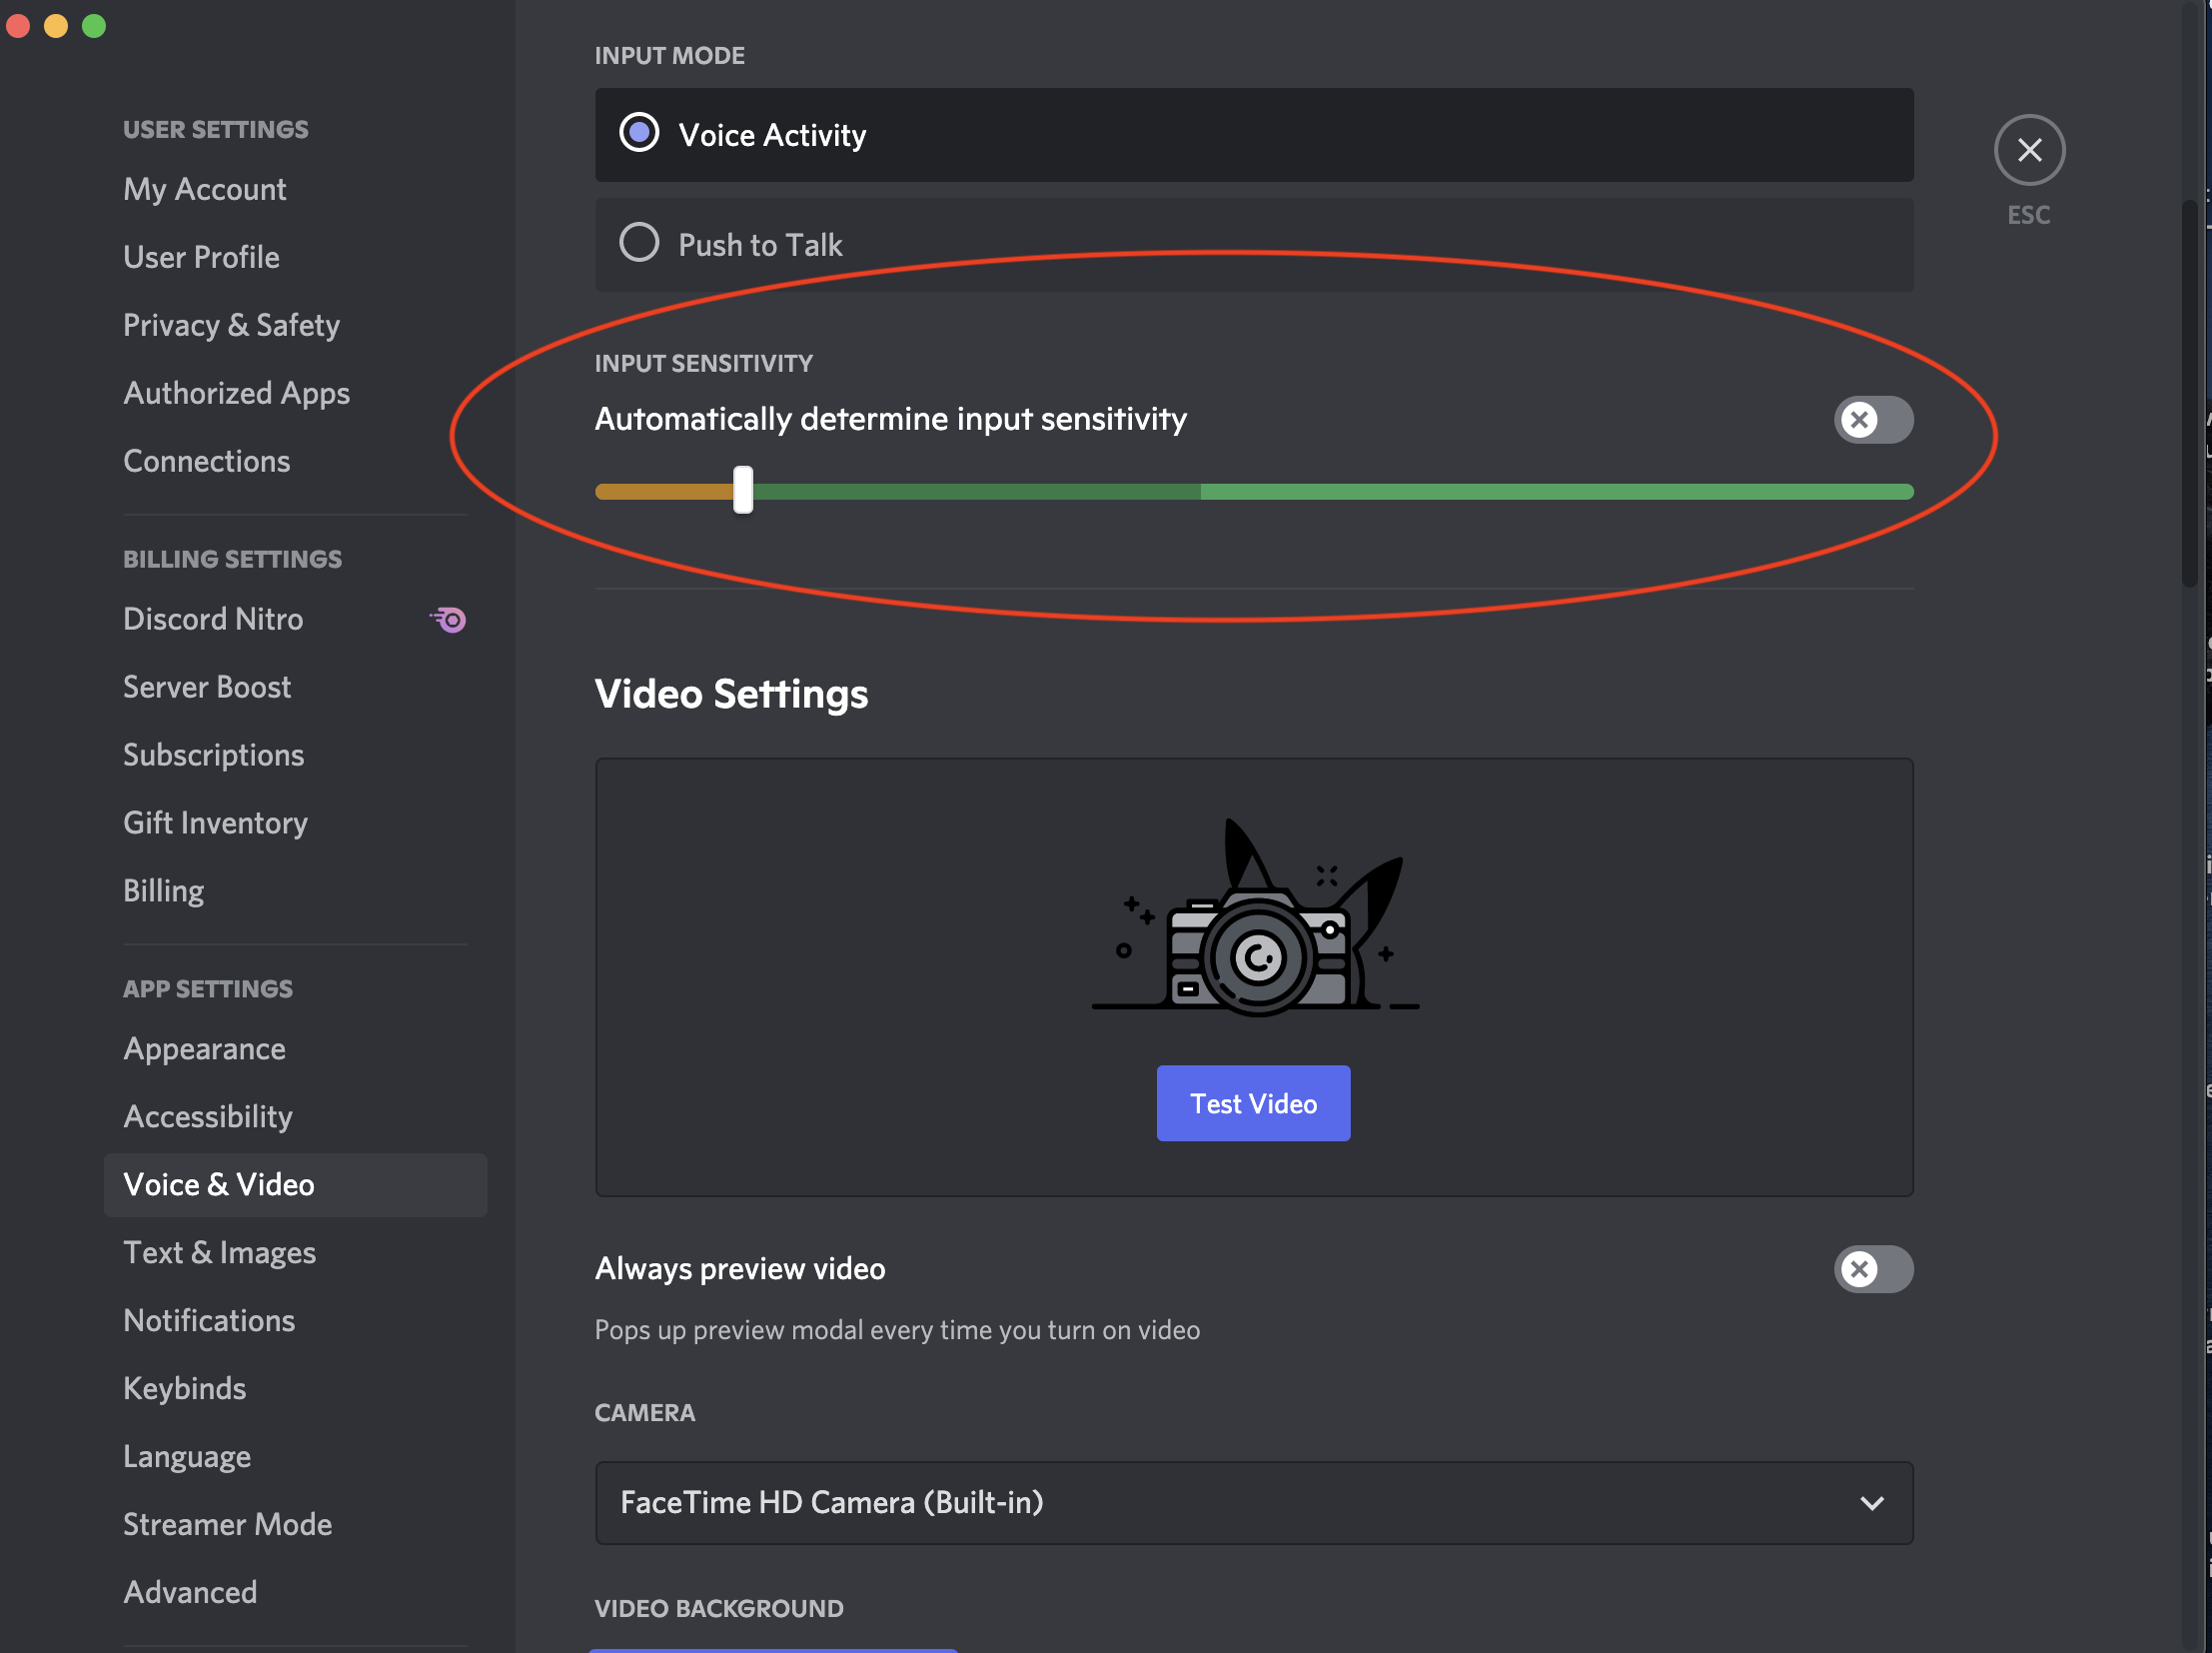 USER SETTINGS
My Account
User Profile
Privacy & Safety
Authorized Apps
Connections
BILLING SETTINGS
Discord Nitro
Server Boost
Subscriptions
Gift Inventory
Billing
APP SETTINGS
Appearance
Accessibility
Voice & Video
Text & Images
Notifications
Keybinds
Language
Streamer Mode
Advanced
INPUT MODE
Voice Activity
Push to Talk
ESC
INPUT SENSITIVITY
Automatically determine input sensitivity
Video Settings
Test Video
Always preview video
Pops up preview modal every time you turn on video
CAMERA
FaceTime HD Camera (Built-in)
VIDEO BACKGROUND